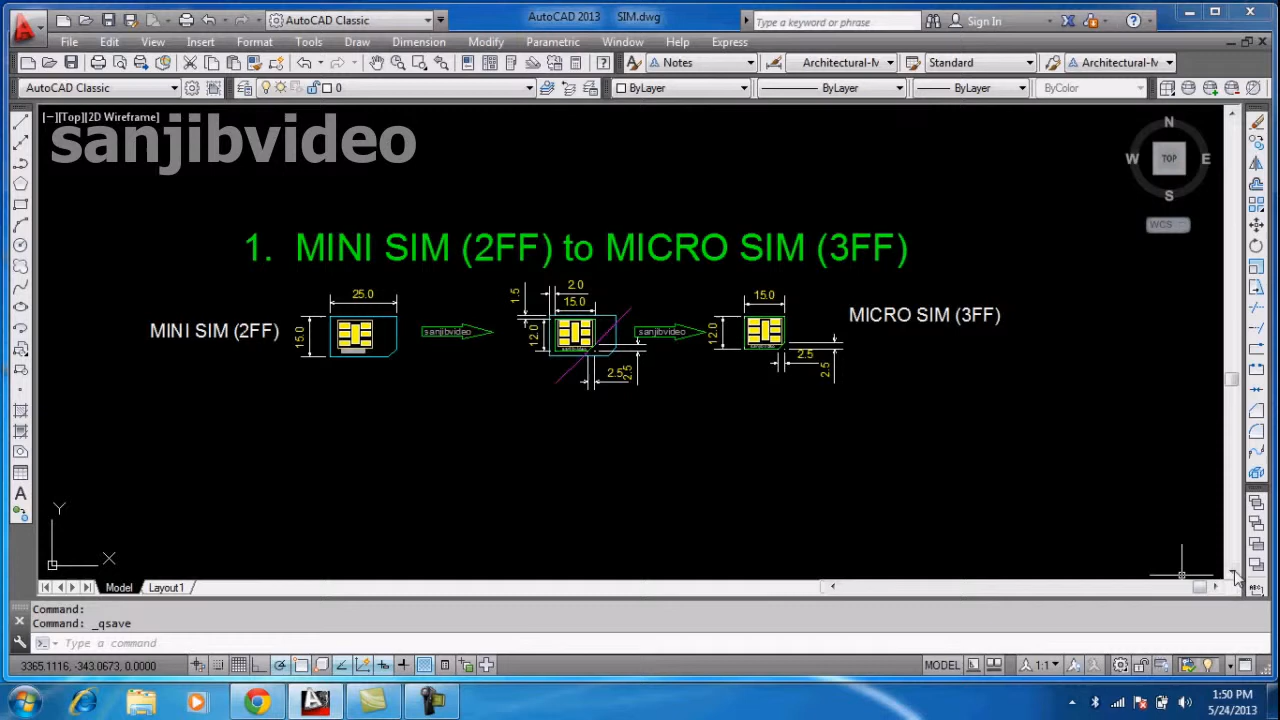 AutoCAD Classic
AutoCAD 2013 SIM.dwg
Type a keyword or phrase
Sign In
File Edit View Insert Format Tools Draw Dimension Modify Parametric Window Help Express
Notes
Architectural-M
Standard
Architectural-M
AutoCAD Classic
0
ByLayer
ByLayer
ByLayer
ByColor
[−][Top][2D Wireframe]
sanjibvideo
N
W TOP E
S
WCS
1. MINI SIM (2FF) to MICRO SIM (3FF)
MINI SIM (2FF)
25.0
15.0
sanjibvideo
2.0
1.5
15.0
12.0
2.5
2.5
sanjibvideo
15.0
12.0
2.5
2.5
MICRO SIM (3FF)
Y
X
Model Layout1
Command:
Command: _qsave
Type a command
3365.1116, -343.0673, 0.0000
MODEL
1:1
1:50 PM
5/24/2013